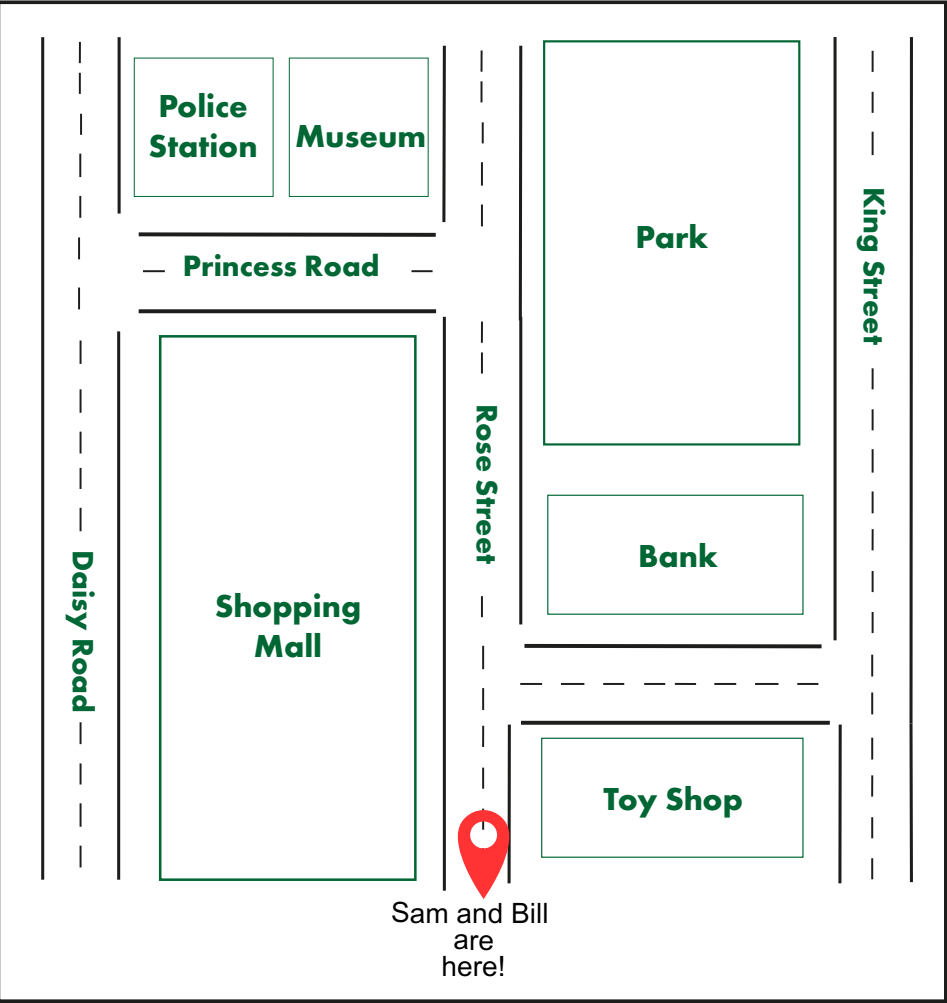 Police
Station
Museum
Park
King Street
Princess Road
Rose Street
Daisy Road
Shopping
Mall
Bank
Toy Shop
Sam and Bill
are
here!